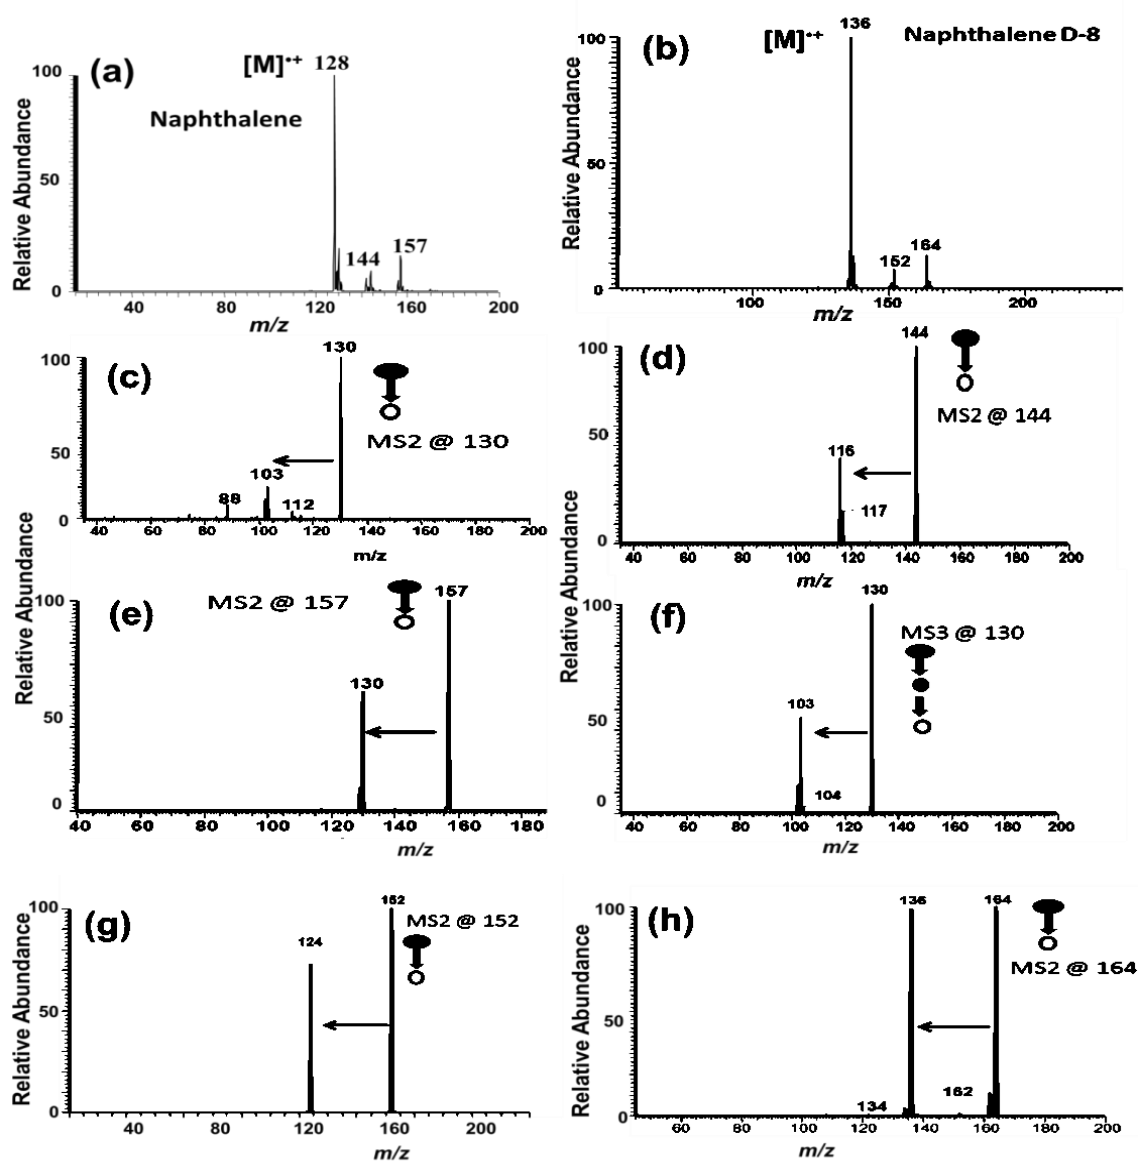 (a)
[M]•+ 128
Naphthalene
144
157
100
50
0
40
80
120
160
200
m/z
Relative Abundance
(b)
[M]•+
136
Naphthalene D-8
152
164
100
50
0
100
150
200
m/z
Relative Abundance
(c)
130
MS2 @ 130
103
88
112
100
50
0
40 60 80 100 120 140 160 180 200
m/z
(d)
144
MS2 @ 144
116
117
100
50
0
40 60 80 100 120 140 160 180 200
m/z
Relative Abundance
(e)
MS2 @ 157
157
130
100
50
0
40 60 80 100 120 140 160 180
m/z
Relative Abundance
(f)
130
MS3 @ 130
103
104
100
50
0
40 60 80 100 120 140 160 180 200
m/z
(g)
152
MS2 @ 152
124
100
50
0
40
80
120
160
200
m/z
Relative Abundance
(h)
136
164
MS2 @ 164
134
162
100
50
0
60 80 100 120 140 160 180 200
m/z
Relative Abundance